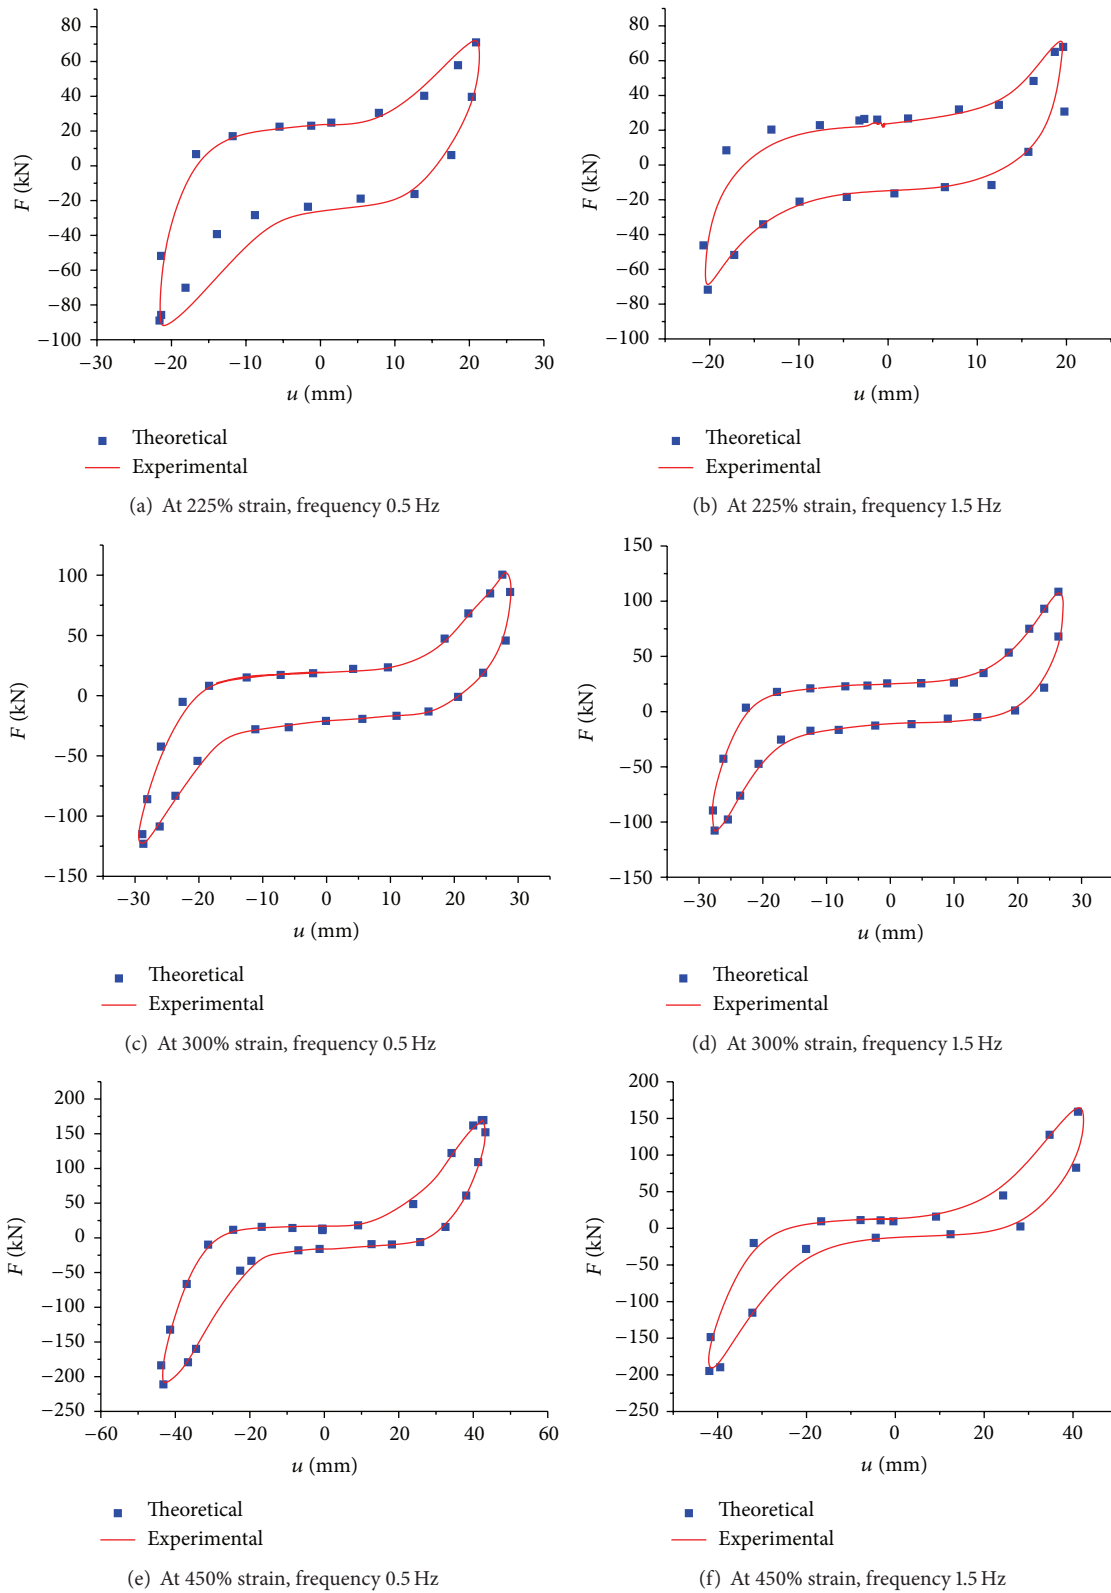 80
60
40
20
0
−20
−40
−60
−80
−100
F (kN)
−30 −20 −10 0 10 20 30
u (mm)
Theoretical
Experimental
(a) At 225% strain, frequency 0.5 Hz
80
60
40
20
0
−20
−40
−60
−80
−100
F (kN)
−20 −10 0 10 20
u (mm)
Theoretical
Experimental
(b) At 225% strain, frequency 1.5 Hz
100
50
0
−50
−100
−150
F (kN)
−30 −20 −10 0 10 20 30
u (mm)
Theoretical
Experimental
(c) At 300% strain, frequency 0.5 Hz
150
100
50
0
−50
−100
−150
F (kN)
−30 −20 −10 0 10 20 30
u (mm)
Theoretical
Experimental
(d) At 300% strain, frequency 1.5 Hz
200
150
100
50
0
−50
−100
−150
−200
−250
F (kN)
−60 −40 −20 0 20 40 60
u (mm)
Theoretical
Experimental
(e) At 450% strain, frequency 0.5 Hz
200
150
100
50
0
−50
−100
−150
−200
−250
F (kN)
−40 −20 0 20 40
u (mm)
Theoretical
Experimental
(f) At 450% strain, frequency 1.5 Hz